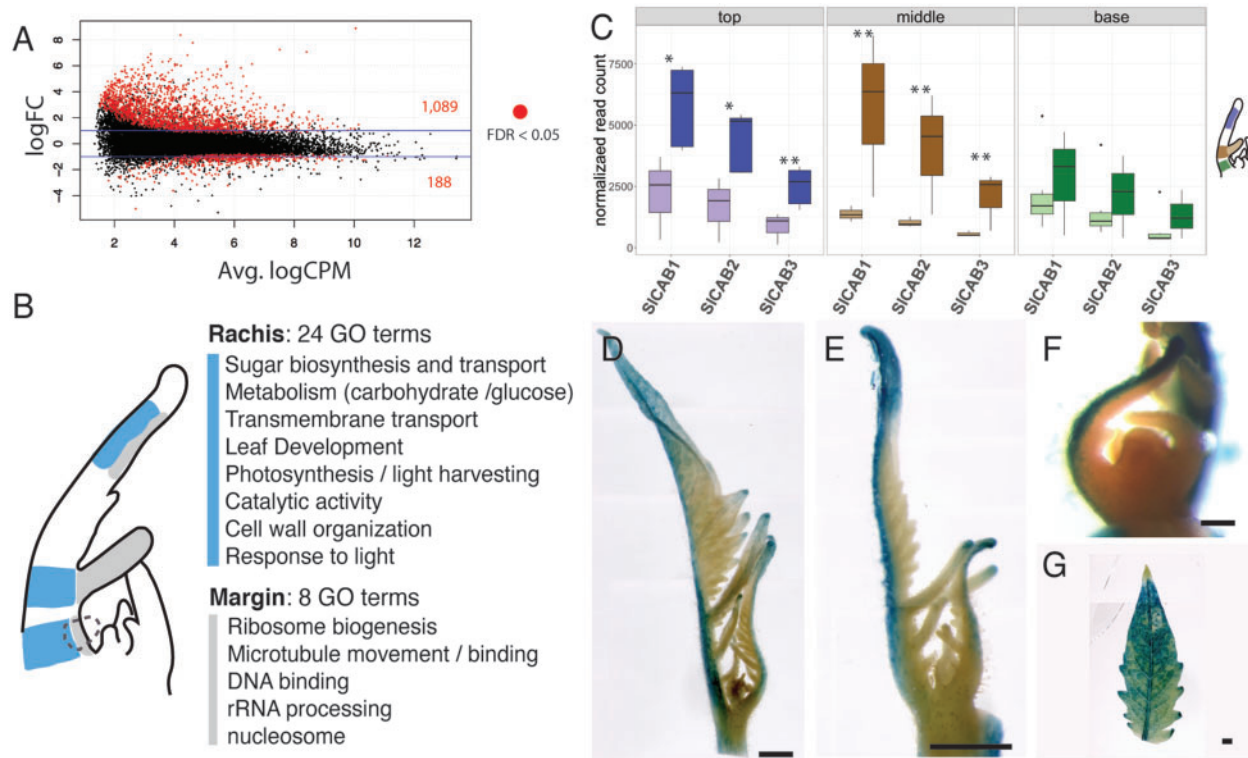 A
logFC
8
6
4
2
0
-2
-4
1,089
188
FDR < 0.05
2 4 6 8 10 12
Avg. logCPM
B
Rachis: 24 GO terms
Sugar biosynthesis and transport
Metabolism (carbohydrate /glucose)
Transmembrane transport
Leaf Development
Photosynthesis / light harvesting
Catalytic activity
Cell wall organization
Response to light
Margin: 8 GO terms
Ribosome biogenesis
Microtubule movement / binding
DNA binding
rRNA processing
nucleosome
C
top middle base
normalizaed read count
7500
5000
2500
0
* * ** ** ** **
SlCAB1 SlCAB2 SlCAB3 SlCAB1 SlCAB2 SlCAB3 SlCAB1 SlCAB2 SlCAB3
D
E
F
G